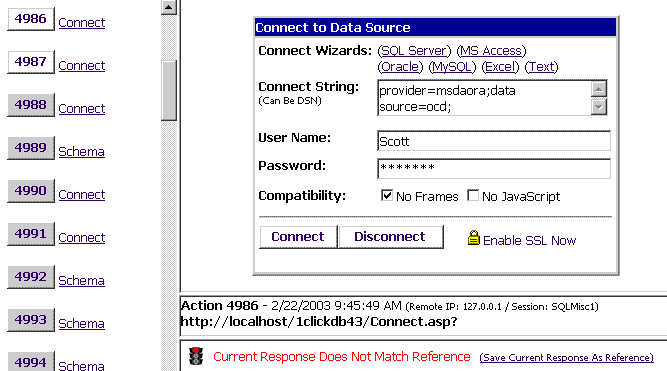 4986 Connect
4987 Connect
4988 Connect
4989 Schema
4990 Connect
4991 Connect
4992 Schema
4993 Schema
4994 Schema
Connect to Data Source
Connect Wizards: (SQL Server) (MS Access)
(Oracle) (MySQL) (Excel) (Text)
Connect String: provider=msdaora;data
(Can Be DSN) source=ocd;
User Name: Scott
Password: *******
Compatibility: No Frames No JavaScript
Connect Disconnect Enable SSL Now
Action 4986 - 2/22/2003 9:45:49 AM (Remote IP: 127.0.0.1 / Session: SQLMisc1)
http://localhost/1clickdb43/Connect.asp?
Current Response Does Not Match Reference (Save Current Response As Reference)